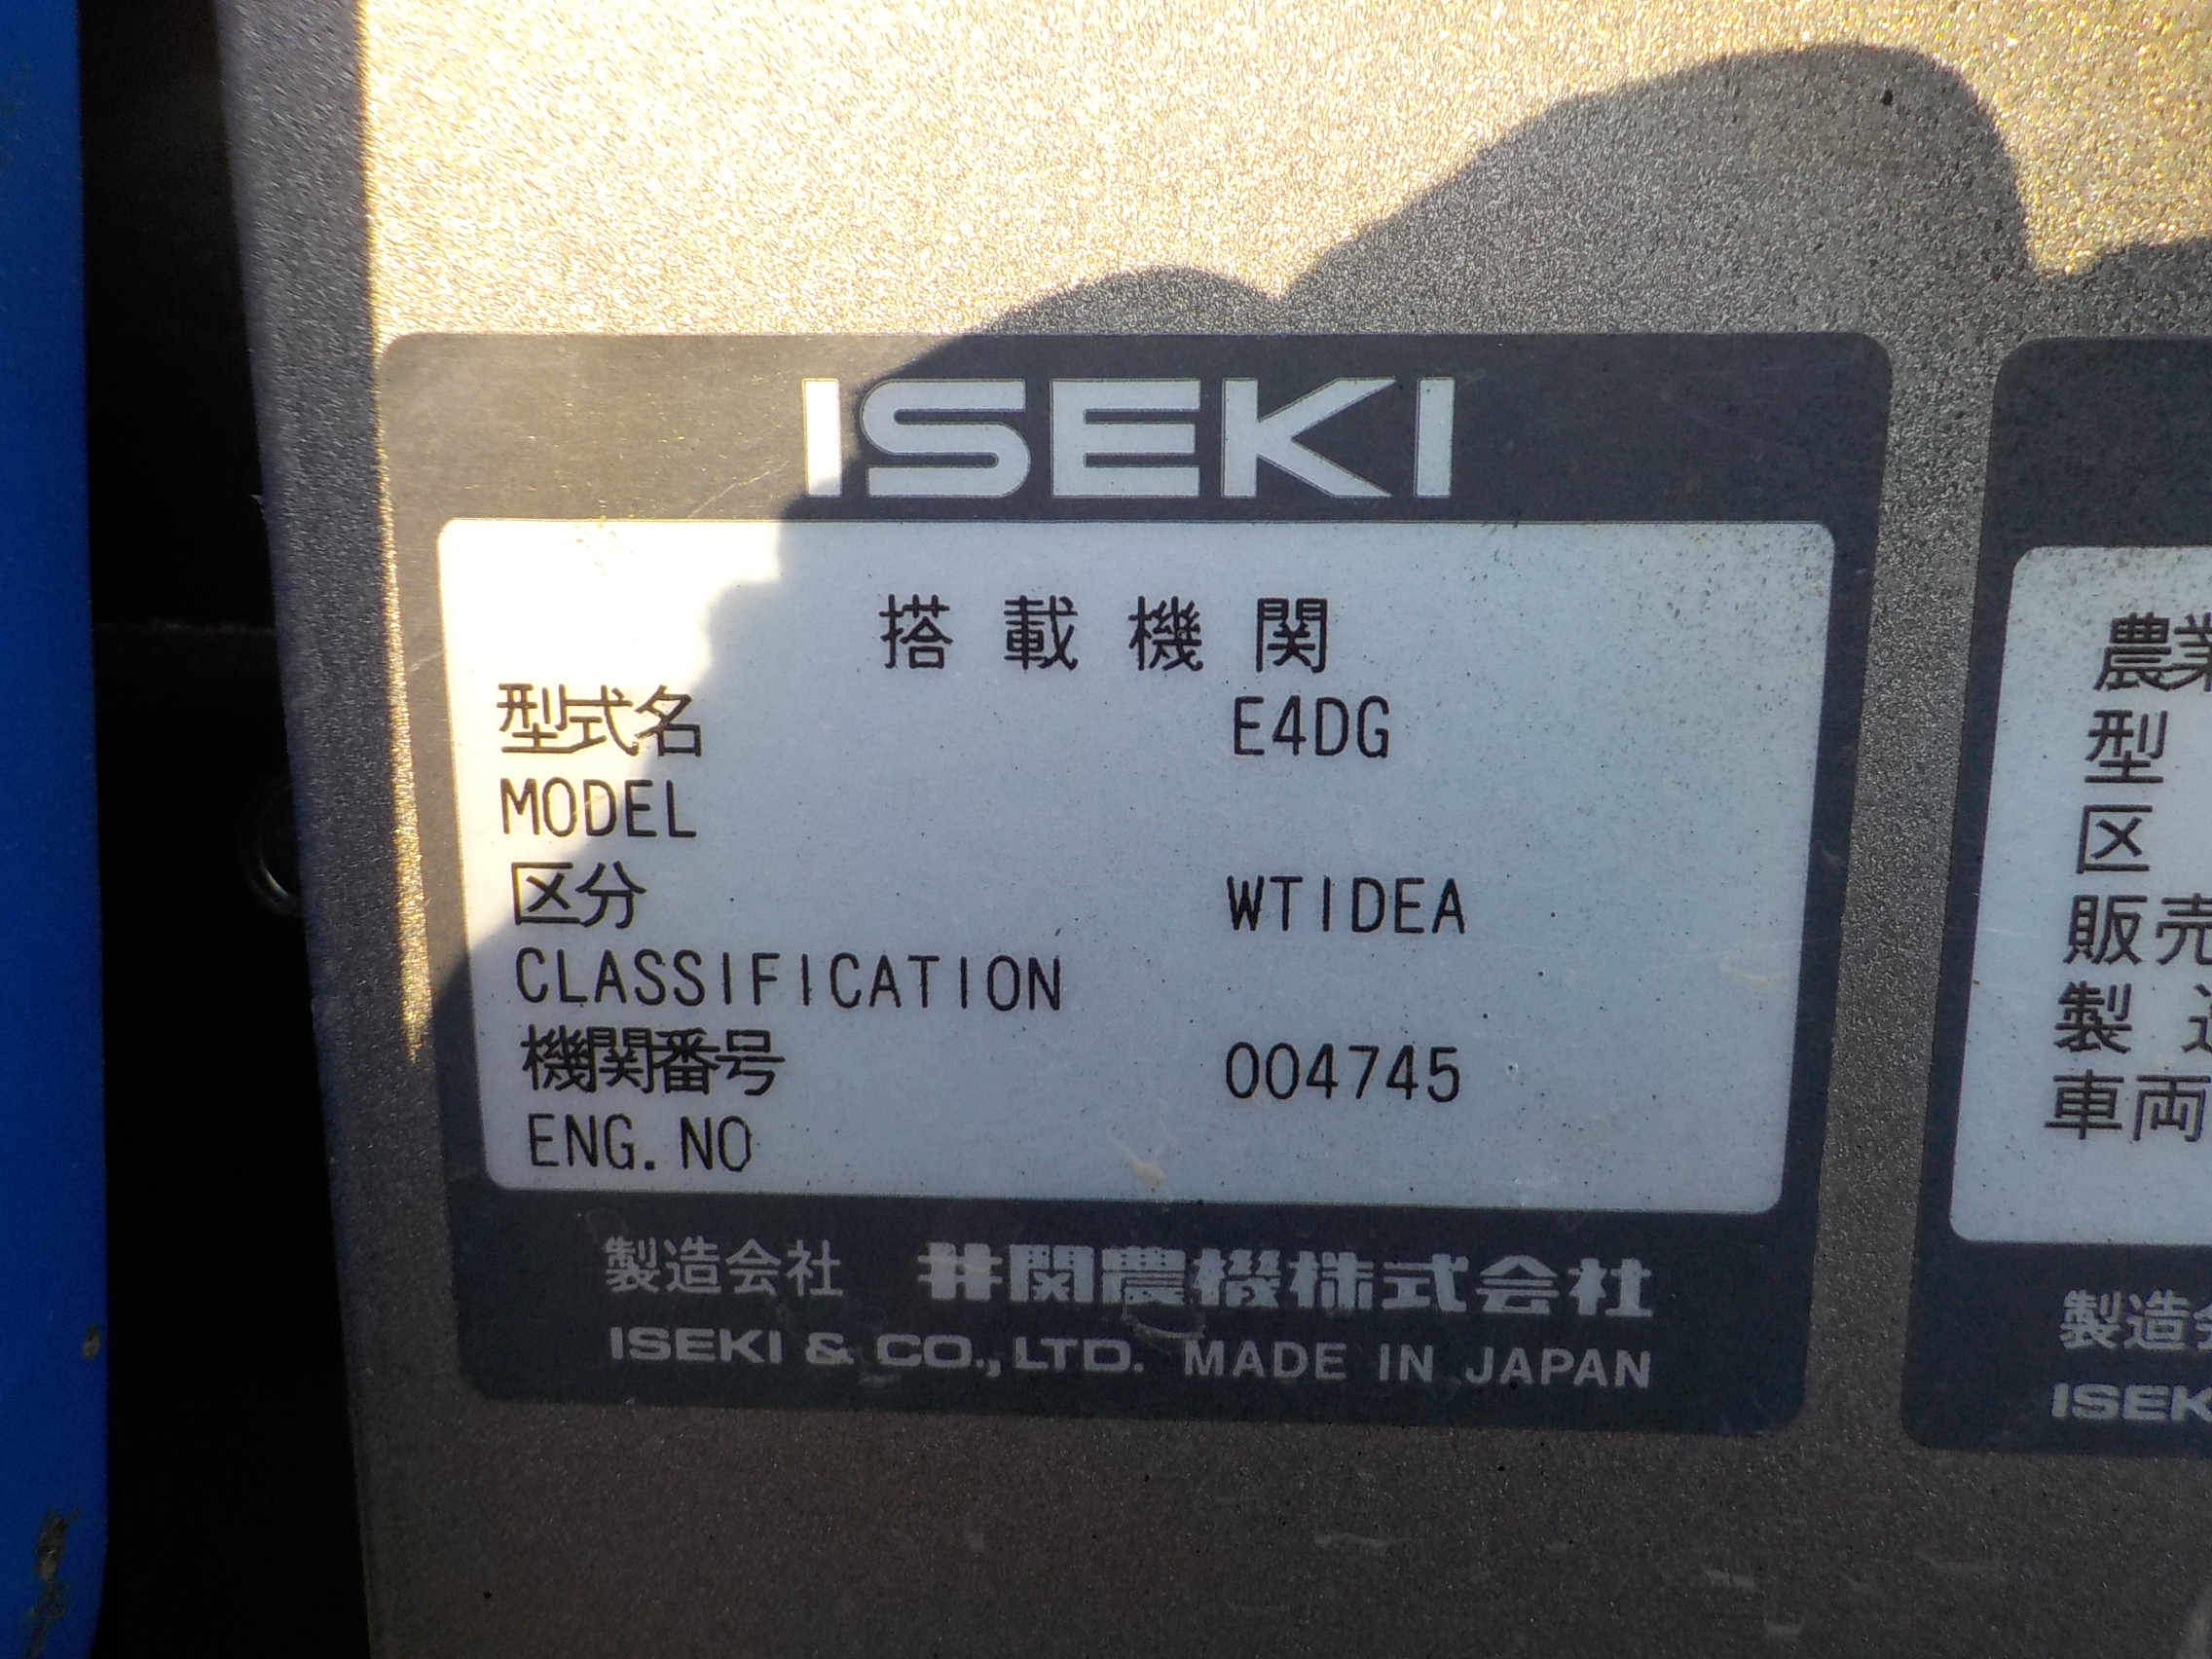 ISEKI
搭載機関
型式名 E4DG
MODEL
区分 WTIDEA
CLASSIFICATION
機関番号 004745
ENG.NO
製造会社 井関農機株式会社
ISEKI & CO., LTD. MADE IN JAPAN
農業
型
区
販売
製
車両
製造
ISEK